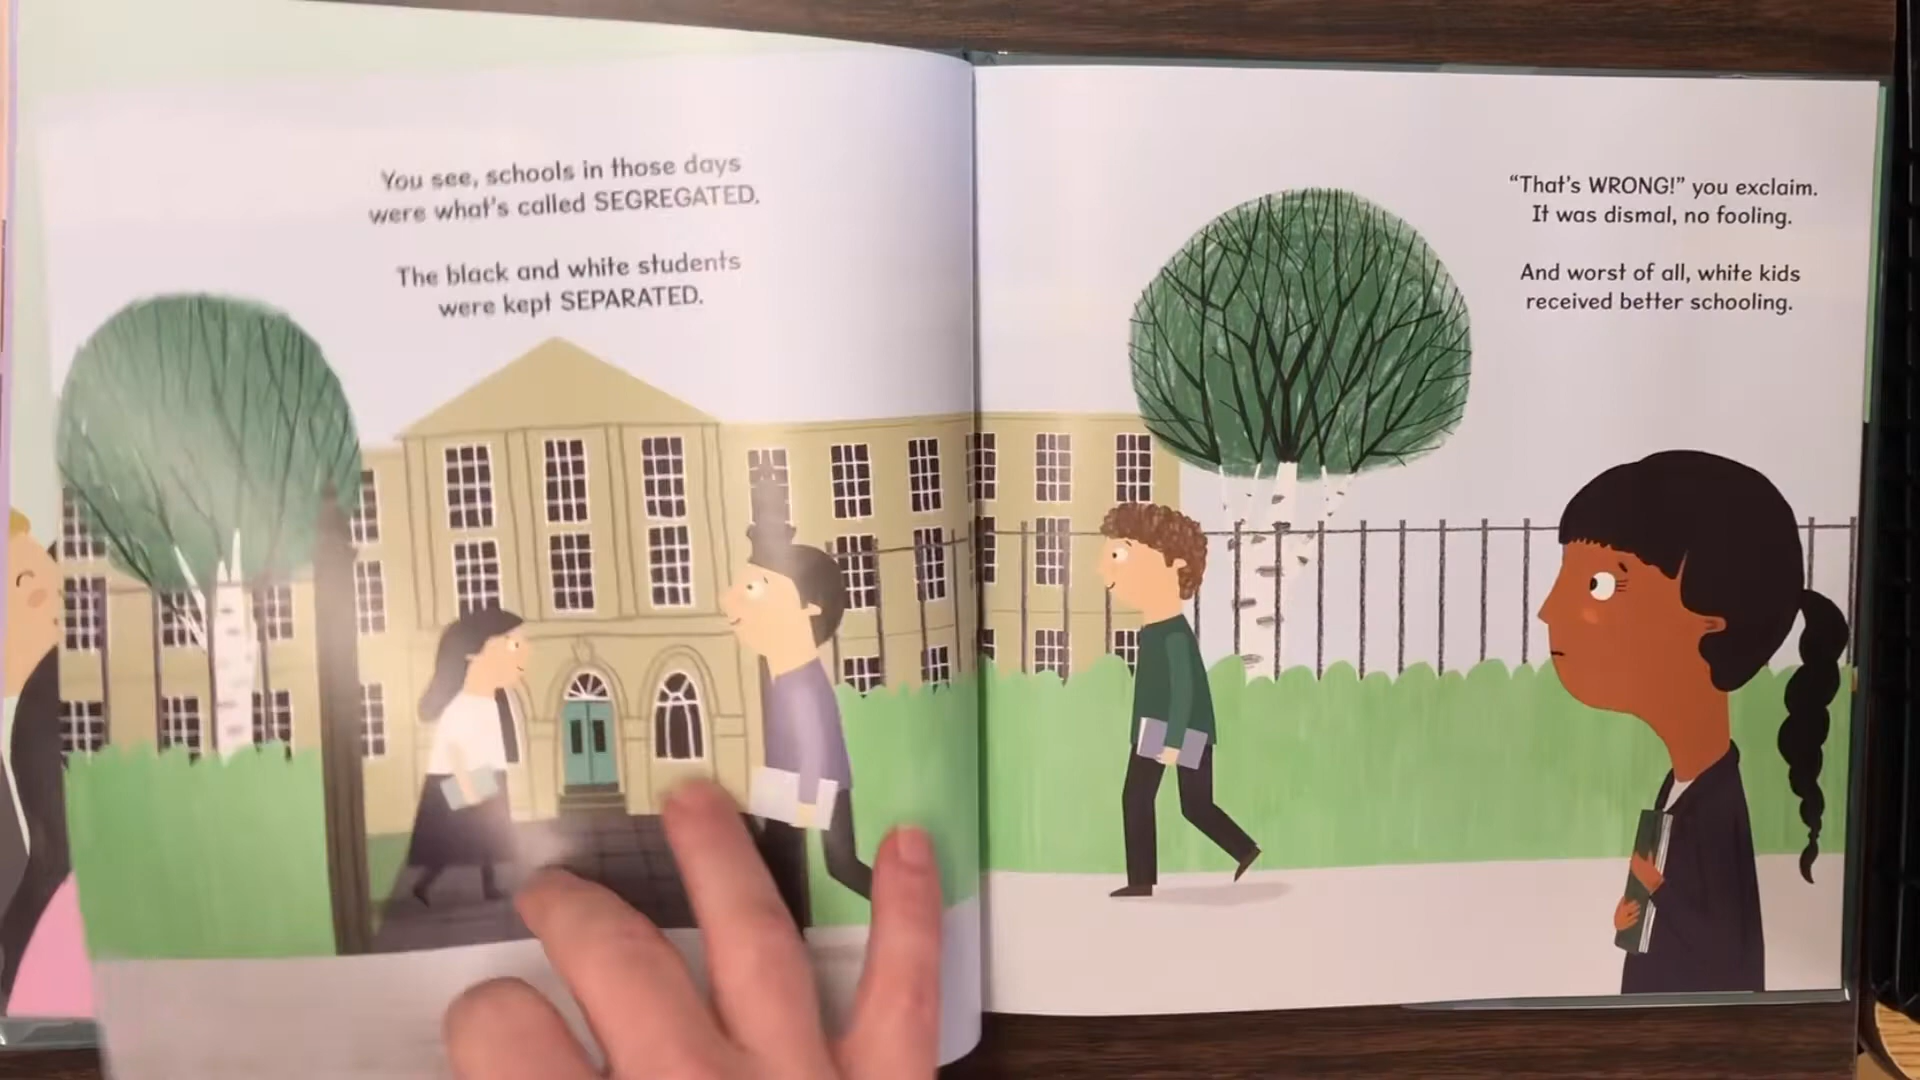 You see, schools in those days
were what's called SEGREGATED.
The black and white students
were kept SEPARATED.
“That's WRONG!” you exclaim.
It was dismal, no fooling.
And worst of all, white kids
received better schooling.